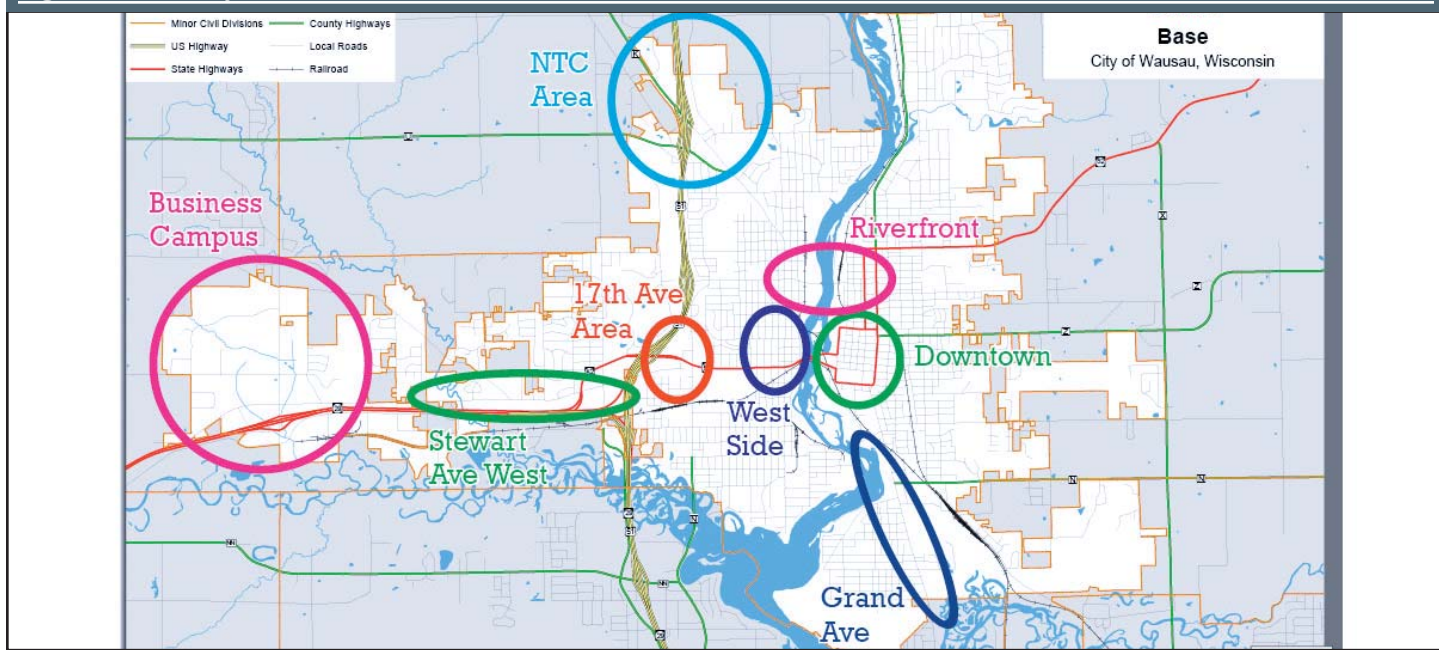 Minor Civil Divisions
County Highways
US Highway
Local Roads
State Highways
Railroad
Base
City of Wausau, Wisconsin
NTC
Area
Business
Campus
Riverfront
17th Ave
Area
Downtown
West
Side
Stewart
Ave West
Grand
Ave